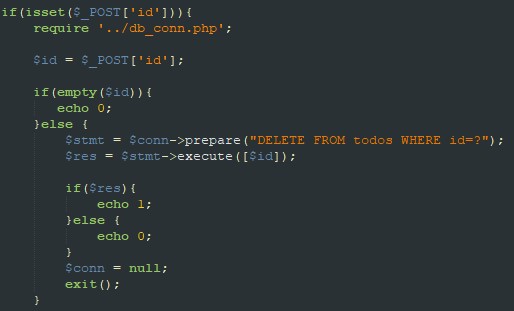 if(isset($_POST['id'])){
    require '../db_conn.php';

    $id = $_POST['id'];

    if(empty($id)){
       echo 0;
    }else {
        $stmt = $conn->prepare("DELETE FROM todos WHERE id=?");
        $res = $stmt->execute([$id]);

        if($res){
            echo 1;
        }else {
            echo 0;
        }
        $conn = null;
        exit();
    }